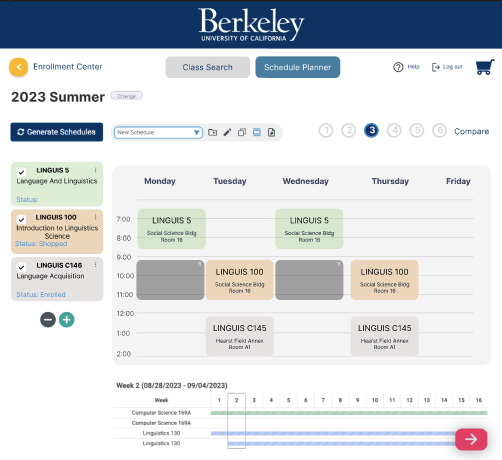 Berkeley
UNIVERSITY OF CALIFORNIA
Enrollment Center
Class Search
Schedule Planner
Help
Log out
2023 Summer
Change
Generate Schedules
New Schedule
1 2 3 4 5 6 Compare
LINGUIS 5
Language And Linguistics
Status:
LINGUIS 100
Introduction to Linguistics
Science
Status: Shopped
LINGUIS C146
Language Acquisition
Status: Enrolled
Monday Tuesday Wednesday Thursday Friday
7:00
8:00
9:00
10:00
11:00
12:00
1:00
2:00
LINGUIS 5
Social Science Bldg
Room 16
LINGUIS 5
Social Science Bldg
Room 16
LINGUIS 100
Social Science Bldg
Room 16
LINGUIS 100
Social Science Bldg
Room 16
LINGUIS C145
Hearst Field Annex
Room A1
LINGUIS C145
Hearst Field Annex
Room A1
Week 2 (08/28/2023 - 09/04/2023)
Week 1 2 3 4 5 6 7 8 9 10 11 12 13 14 15 16
Computer Science 169A
Computer Science 169A
Linguistics 130
Linguistics 130